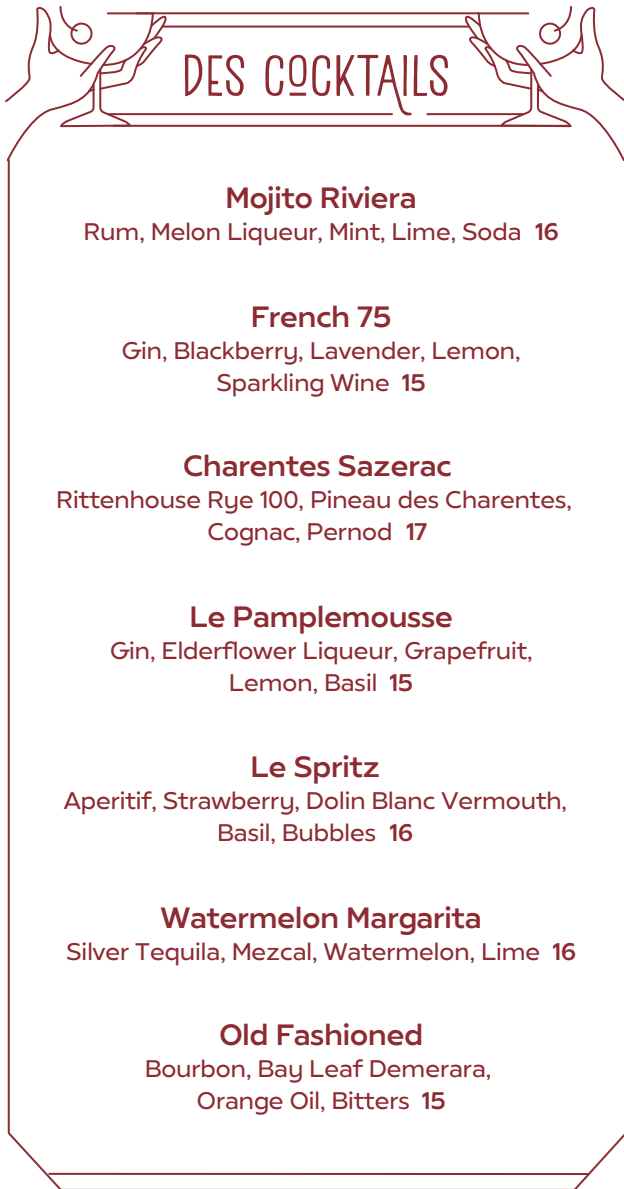 DES COCKTAILS
Mojito Riviera
Rum, Melon Liqueur, Mint, Lime, Soda 16
French 75
Gin, Blackberry, Lavender, Lemon,
Sparkling Wine 15
Charentes Sazerac
Rittenhouse Rye 100, Pineau des Charentes,
Cognac, Pernod 17
Le Pamplemousse
Gin, Elderflower Liqueur, Grapefruit,
Lemon, Basil 15
Le Spritz
Aperitif, Strawberry, Dolin Blanc Vermouth,
Basil, Bubbles 16
Watermelon Margarita
Silver Tequila, Mezcal, Watermelon, Lime 16
Old Fashioned
Bourbon, Bay Leaf Demerara,
Orange Oil, Bitters 15